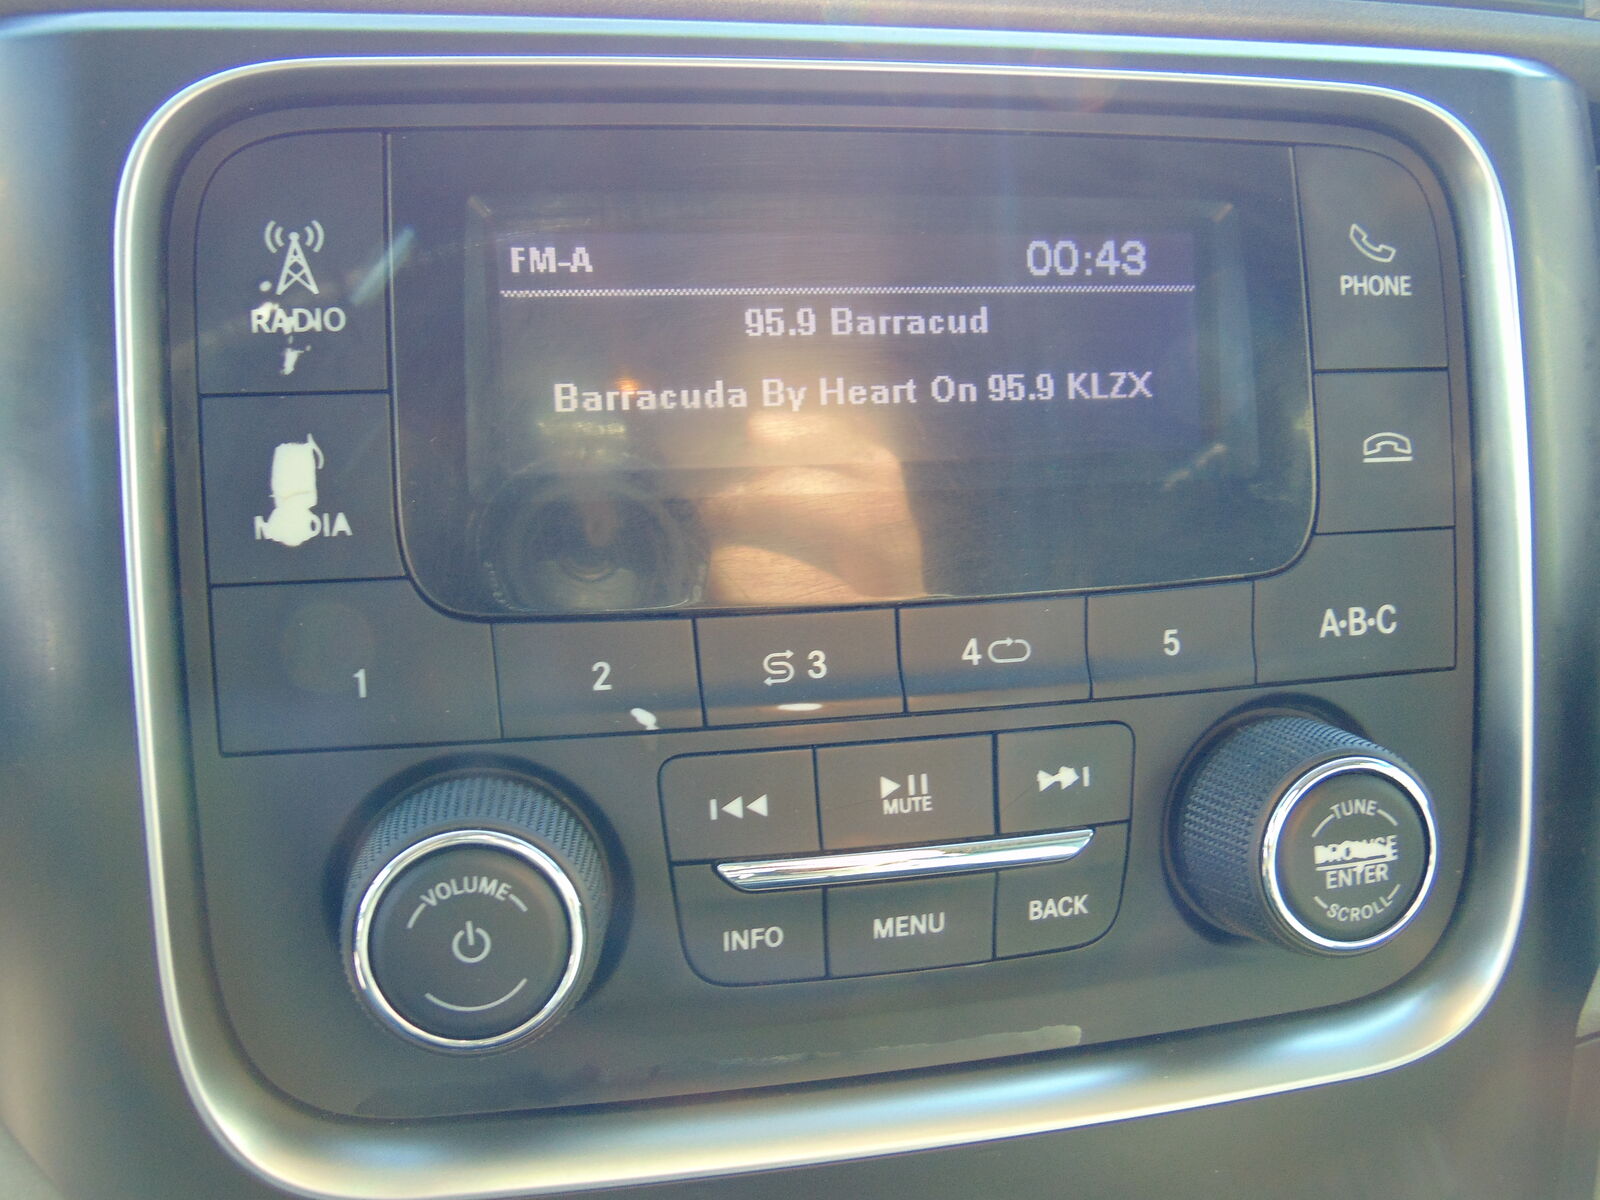 FM-A 00:43
95.9 Barracud
Barracuda By Heart On 95.9 KLZX
RADIO
MEDIA
PHONE
1
2
3
4
5
A•B•C
MUTE
INFO
MENU
BACK
VOLUME
TUNE
BROWSE
ENTER
SCROLL